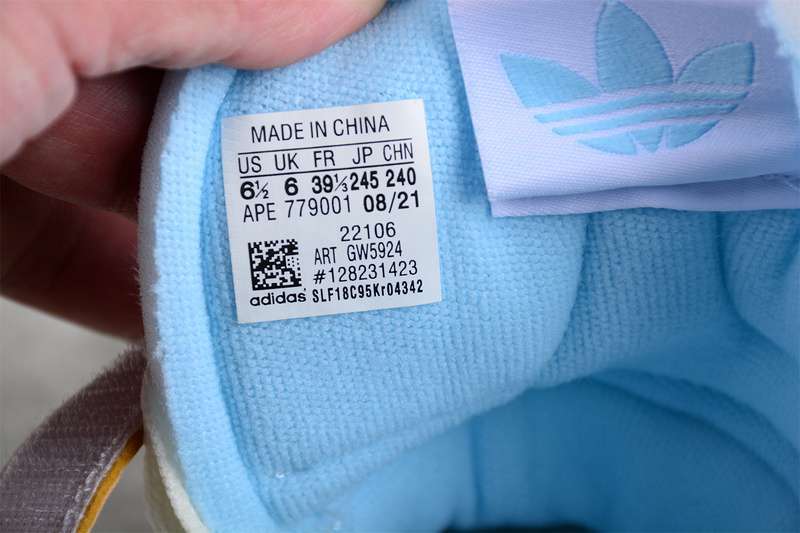 MADE IN CHINA
US UK FR JP CHN
6½ 6 39⅓ 245 240
APE 779001 08/21
22106
ART GW5924
#128231423
adidas® SLF18C95Kr04342